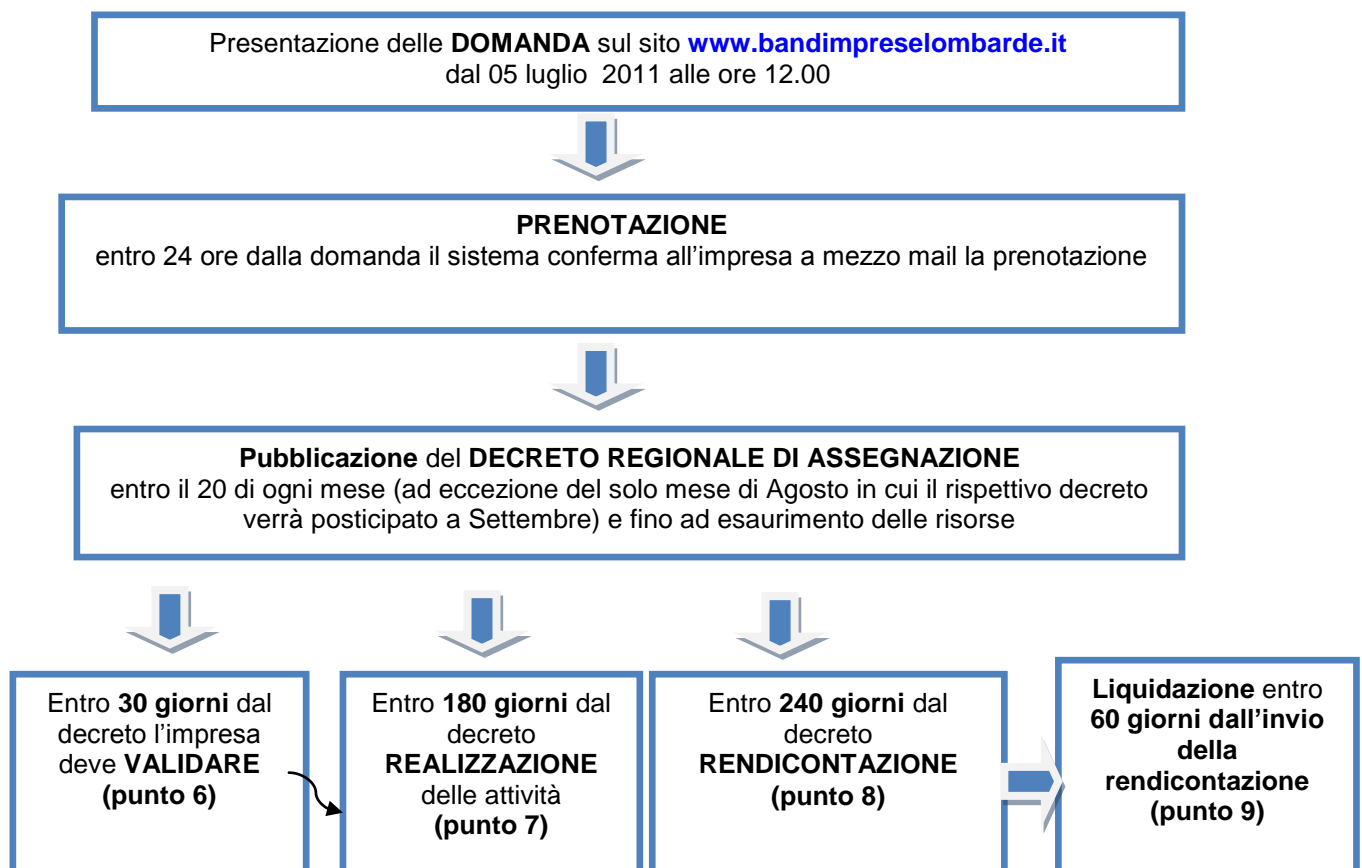 Presentazione delle DOMANDA sul sito www.bandimpreselombarde.it
dal 05 luglio 2011 alle ore 12.00
PRENOTAZIONE
entro 24 ore dalla domanda il sistema conferma all'impresa a mezzo mail la prenotazione
Pubblicazione del DECRETO REGIONALE DI ASSEGNAZIONE
entro il 20 di ogni mese (ad eccezione del solo mese di Agosto in cui il rispettivo decreto
verrà posticipato a Settembre) e fino ad esaurimento delle risorse
Entro 30 giorni dal
decreto l'impresa
deve VALIDARE
(punto 6)
Entro 180 giorni dal
decreto
REALIZZAZIONE
delle attività
(punto 7)
Entro 240 giorni dal
decreto
RENDICONTAZIONE
(punto 8)
Liquidazione entro
60 giorni dall'invio
della
rendicontazione
(punto 9)